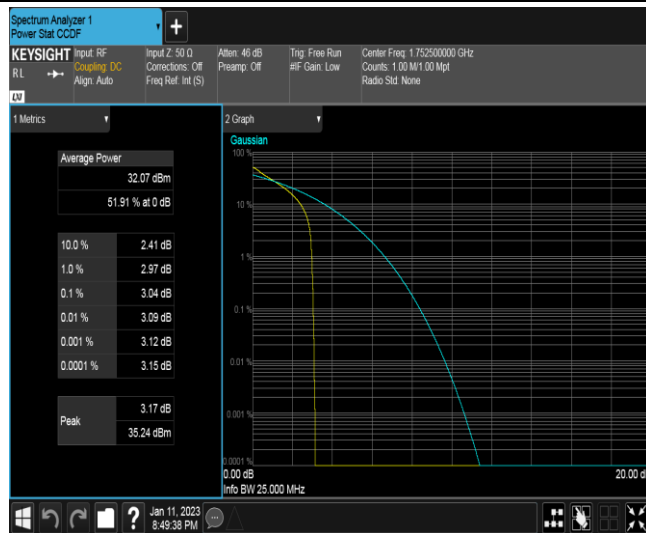 Spectrum Analyzer 1
Power Stat CCDF
+
KEYSIGHT
RL
Input: RF
Coupling: DC
Align: Auto
Input Z: 50 Ω
Corrections: Off
Freq Ref: Int (S)
Atten: 46 dB
Preamp: Off
Trig: Free Run
#IF Gain: Low
Center Freq: 1.752500000 GHz
Counts: 1.00 M/1.00 Mpt
Radio Std: None
1 Metrics
Average Power
32.07 dBm
51.91 % at 0 dB
10.0 % 2.41 dB
1.0 % 2.97 dB
0.1 % 3.04 dB
0.01 % 3.09 dB
0.001 % 3.12 dB
0.0001 % 3.15 dB
Peak 3.17 dB
35.24 dBm
2 Graph
Gaussian
100 %
10 %
1 %
0.1 %
0.01 %
0.001 %
0.0001 %
0.00 dB
20.00 d
Info BW 25.000 MHz
?
Jan 11, 2023
8:49:38 PM